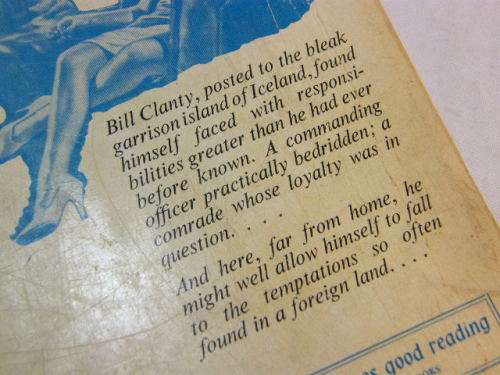 Bill Clanty, posted to the bleak
garrison island of Iceland, found
himself faced with responsi-
bilities greater than he had ever
before known. A commanding
officer practically bedridden; a
comrade whose loyalty was in
question. . . .
And here, far from home, he
might well allow himself to fall
to the temptations so often
found in a foreign land. . . .
good reading